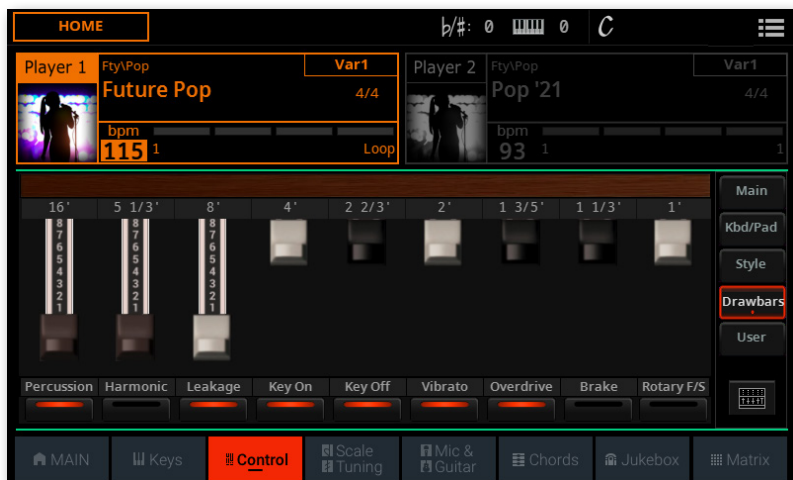 HOME
♭/♯: 0 0 C
Player 1 Fty\Pop Var1
Future Pop 4/4
bpm
115 1 Loop
Player 2 Fty\Pop Var1
Pop '21 4/4
bpm
93 1 1
16' 5 1/3' 8' 4' 2 2/3' 2' 1 3/5' 1 1/3' 1'
8 8 8
7 7 7
6 6 6
5 5 5
4 4 4
3 3 3
2 2 2
1 1 1
Main
Kbd/Pad
Style
Drawbars
User
Percussion Harmonic Leakage Key On Key Off Vibrato Overdrive Brake Rotary F/S
MAIN Keys Control Scale Tuning Mic & Guitar Chords Jukebox Matrix